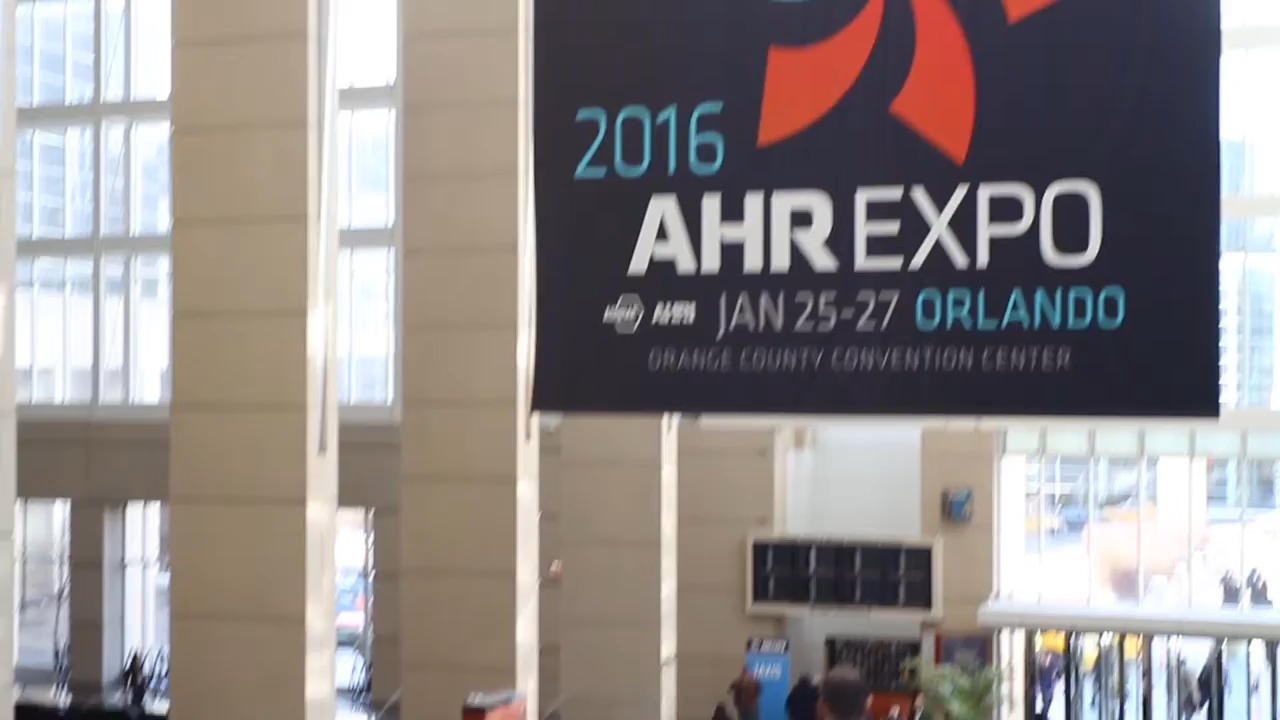 2016
AHR EXPO
JAN 25-27 ORLANDO
ORANGE COUNTY CONVENTION CENTER